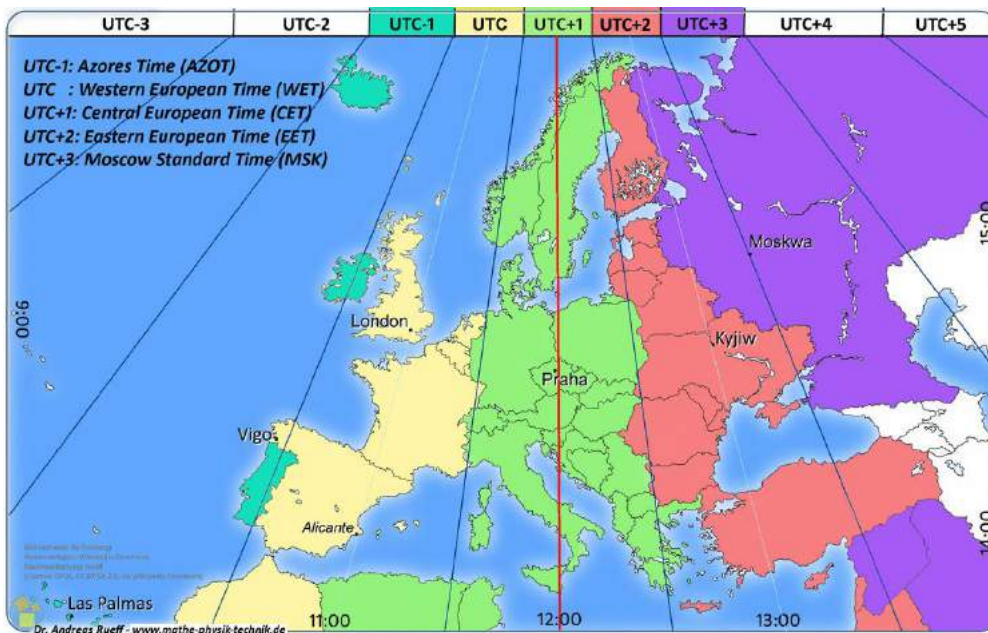 UTC-3 UTC-2 UTC-1 UTC UTC+1 UTC+2 UTC+3 UTC+4 UTC+5
UTC-1: Azores Time (AZOT)
UTC : Western European Time (WET)
UTC+1: Central European Time (CET)
UTC+2: Eastern European Time (EET)
UTC+3: Moscow Standard Time (MSK)
15:00
Moskwa
9:00
London
Kyjiw
Praha
Vigo
Alicante
14:00
Las Palmas
11:00 12:00 13:00
Dr. Andreas Rueff - www.mathe-physik-technik.de